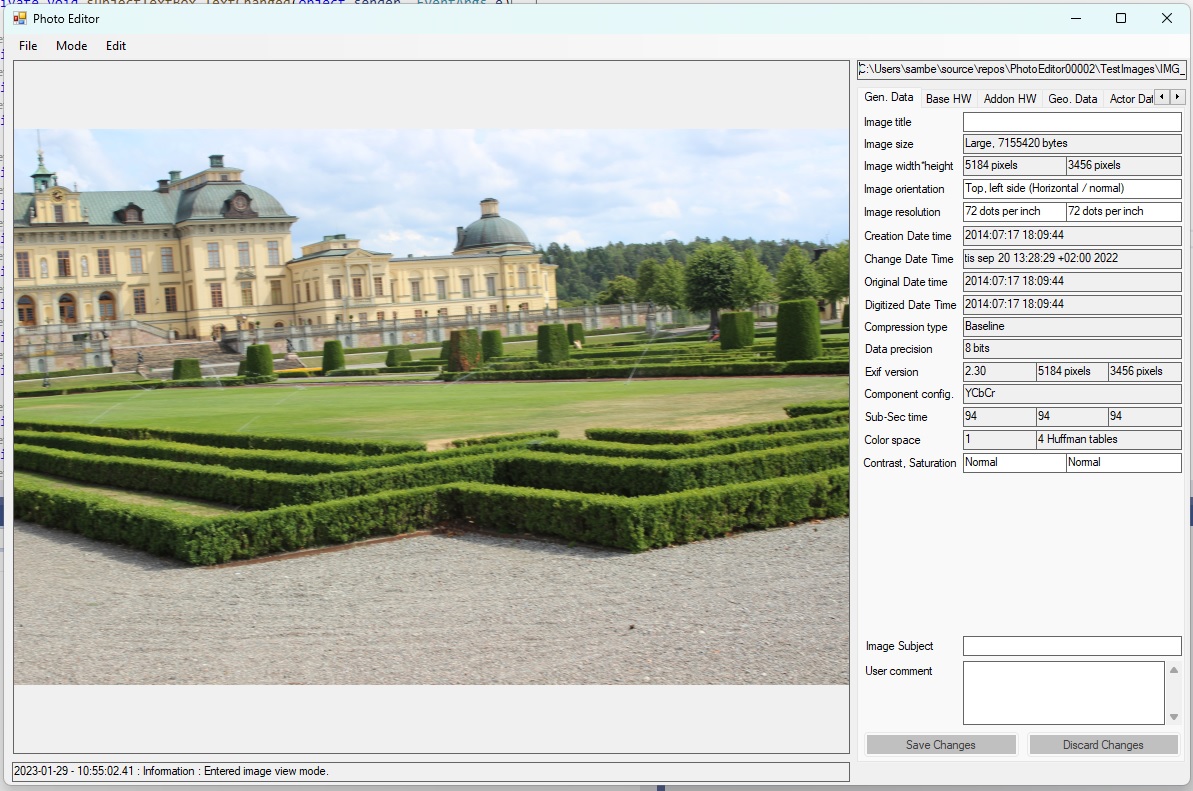 private void subjectTextBox_TextChanged(object sender, EventArgs e)
Photo Editor
File Mode Edit
C:\Users\sambe\source\repos\PhotoEditor00002\TestImages\IMG_
Gen. Data Base HW Addon HW Geo. Data Actor Dat
Image title
Image size Large, 7155420 bytes
Image width*height 5184 pixels 3456 pixels
Image orientation Top, left side (Horizontal / normal)
Image resolution 72 dots per inch 72 dots per inch
Creation Date time 2014:07:17 18:09:44
Change Date Time tis sep 20 13:28:29 +02:00 2022
Original Date time 2014:07:17 18:09:44
Digitized Date Time 2014:07:17 18:09:44
Compression type Baseline
Data precision 8 bits
Exif version 2.30 5184 pixels 3456 pixels
Component config. YCbCr
Sub-Sec time 94 94 94
Color space 1 4 Huffman tables
Contrast, Saturation Normal Normal
Image Subject
User comment
Save Changes Discard Changes
2023-01-29 - 10:55:02.41 : Information : Entered image view mode.